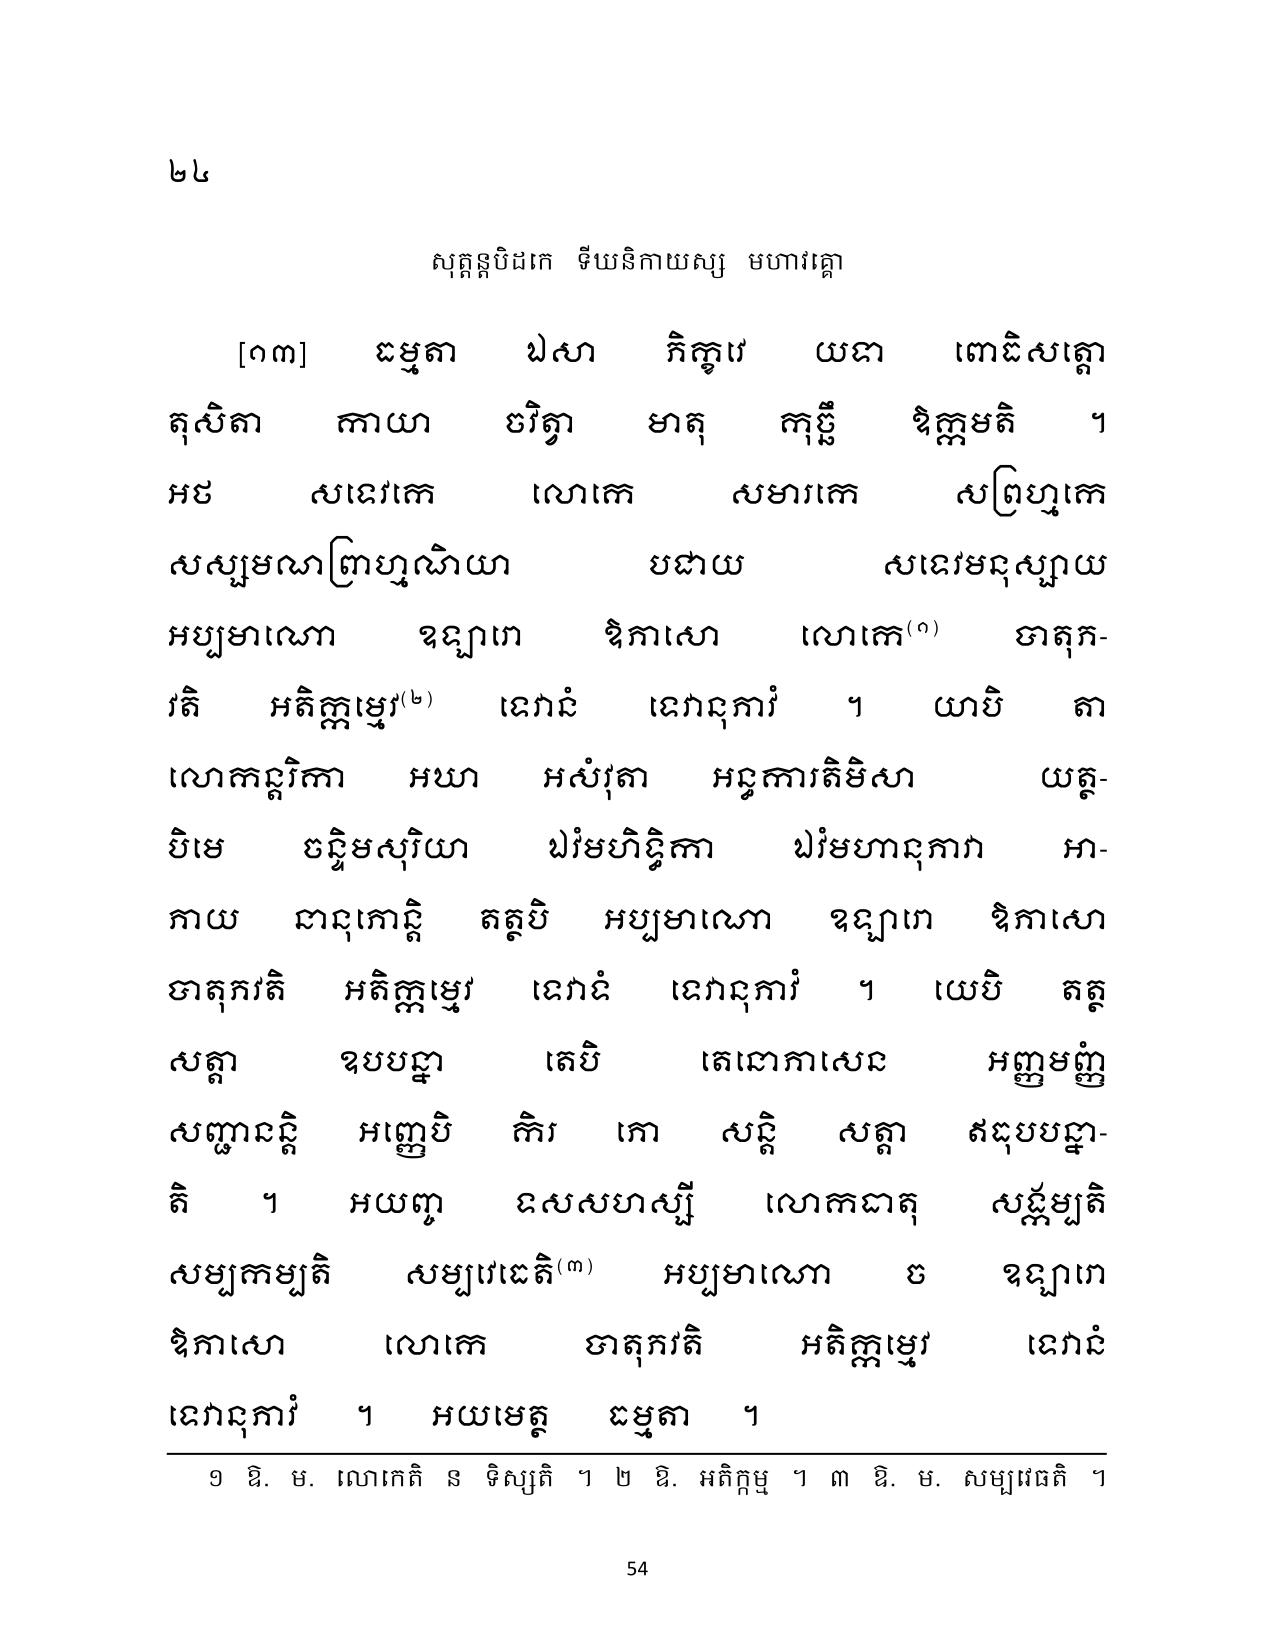 ២៤
សុត្តន្តបិដកេ ទីឃនិកាយស្ស មហាវគ្គោ
[១៣] ធម្មតា ឯសា ភិក្ខវេ យទា ពោធិសត្តោ
តុសិតា កាយា ចវិត្វា មាតុ កុច្ឆឹ ឱក្កមតិ ។
អថ សទេវកេ លោកេ សមារកេ សព្រហ្មកេ
សស្សមណព្រាហ្មណិយា បជាយ សទេវមនុស្សាយ
អប្បមាណោ ឧឡារោ ឱភាសោ លោកេ(១) បាតុភ-
វតិ អតិក្កម្មេវ(២) ទេវានំ ទេវានុភាវំ ។ យាបិ តា
លោកន្តរិកា អឃា អសំវុតា អន្ធការតិមិសា យត្ថ-
បិមេ ចន្ទិមសុរិយា ឯវំមហិទ្ធិកា ឯវំមហានុភាវា អា-
ភាយ នានុភោន្តិ តត្ថបិ អប្បមាណោ ឧឡារោ ឱភាសោ
បាតុភវតិ អតិក្កម្មេវ ទេវាទំ ទេវានុភាវំ ។ យេបិ តត្ថ
សត្តា ឧបបន្នា តេបិ តេនោភាសេន អញ្ញមញ្ញំ
សញ្ជានន្តិ អញ្ញេបិ កិរ ភោ សន្តិ សត្តា ឥធុបបន្នា-
តិ ។ អយញ្ច ទសសហស្សី លោកធាតុ សង្កម្បតិ
សម្បកម្បតិ សម្បវេធេតិ(៣) អប្បមាណោ ច ឧឡារោ
ឱភាសោ លោកេ បាតុភវតិ អតិក្កម្មេវ ទេវានំ
ទេវានុភាវំ ។ អយមេត្ថ ធម្មតា ។
១ ឱ. ម. លោកេតិ ន ទិស្សតិ ។ ២ ឱ. អតិក្កម្ម ។ ៣ ឱ. ម. សម្បវេធតិ ។
54